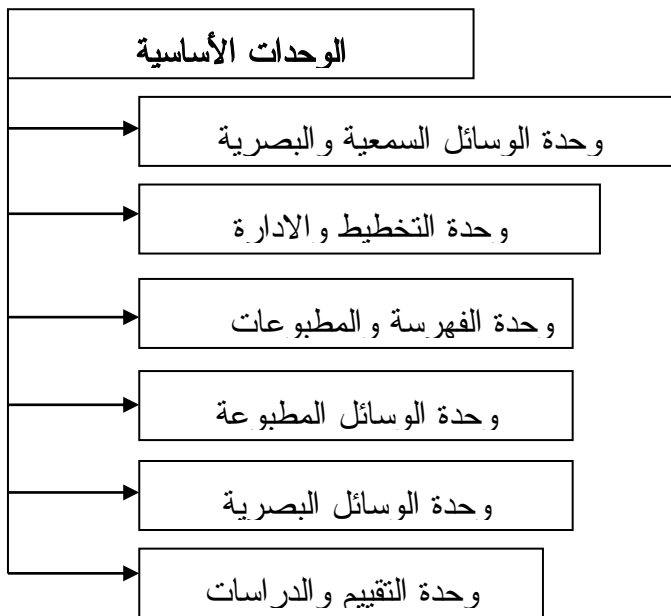 الوحدات الأساسية
وحدة الوسائل السمعية والبصرية
وحدة التخطيط والادارة
وحدة الفهرسة والمطبوعات
وحدة الوسائل المطبوعة
وحدة الوسائل البصرية
وحدة التقييم والدراسات